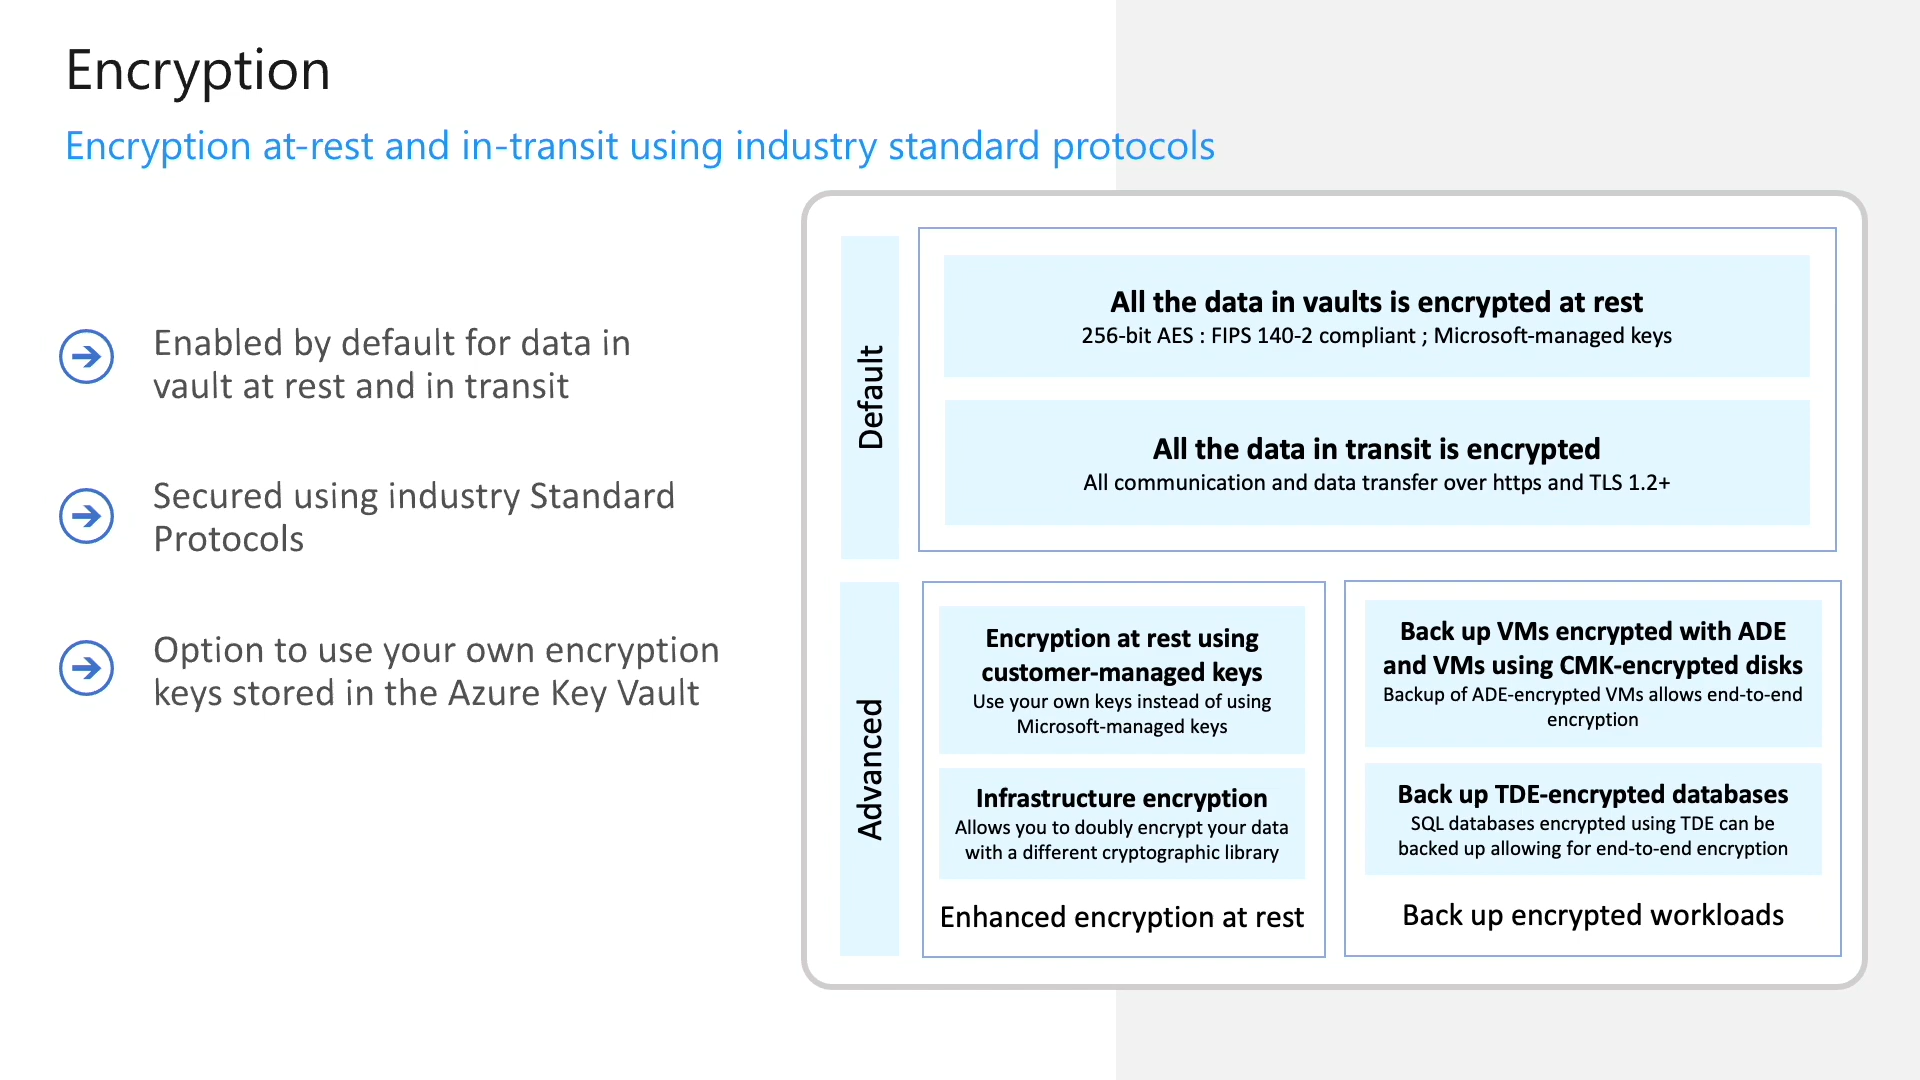 Encryption
Encryption at-rest and in-transit using industry standard protocols
Enabled by default for data in
vault at rest and in transit
Secured using industry Standard
Protocols
Option to use your own encryption
keys stored in the Azure Key Vault
Default
All the data in vaults is encrypted at rest
256-bit AES : FIPS 140-2 compliant ; Microsoft-managed keys
All the data in transit is encrypted
All communication and data transfer over https and TLS 1.2+
Advanced
Encryption at rest using
customer-managed keys
Use your own keys instead of using
Microsoft-managed keys
Infrastructure encryption
Allows you to doubly encrypt your data
with a different cryptographic library
Enhanced encryption at rest
Back up VMs encrypted with ADE
and VMs using CMK-encrypted disks
Backup of ADE-encrypted VMs allows end-to-end
encryption
Back up TDE-encrypted databases
SQL databases encrypted using TDE can be
backed up allowing for end-to-end encryption
Back up encrypted workloads